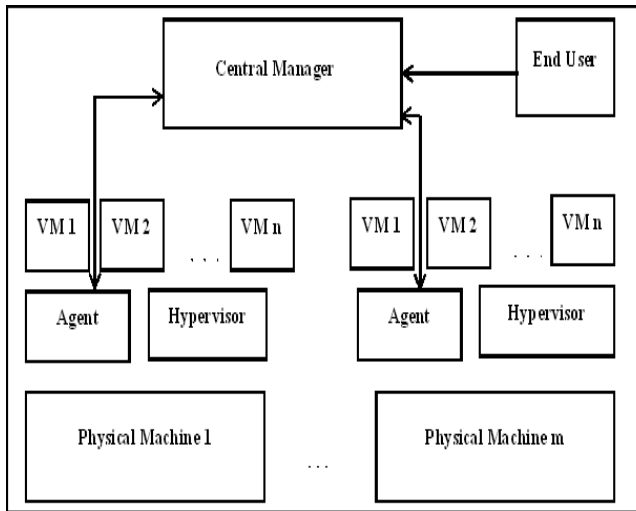 Central Manager
End User
VM 1
VM 2
. . .
VM n
VM 1
VM 2
. . .
VM n
Agent
Hypervisor
Agent
Hypervisor
Physical Machine 1
. . .
Physical Machine m